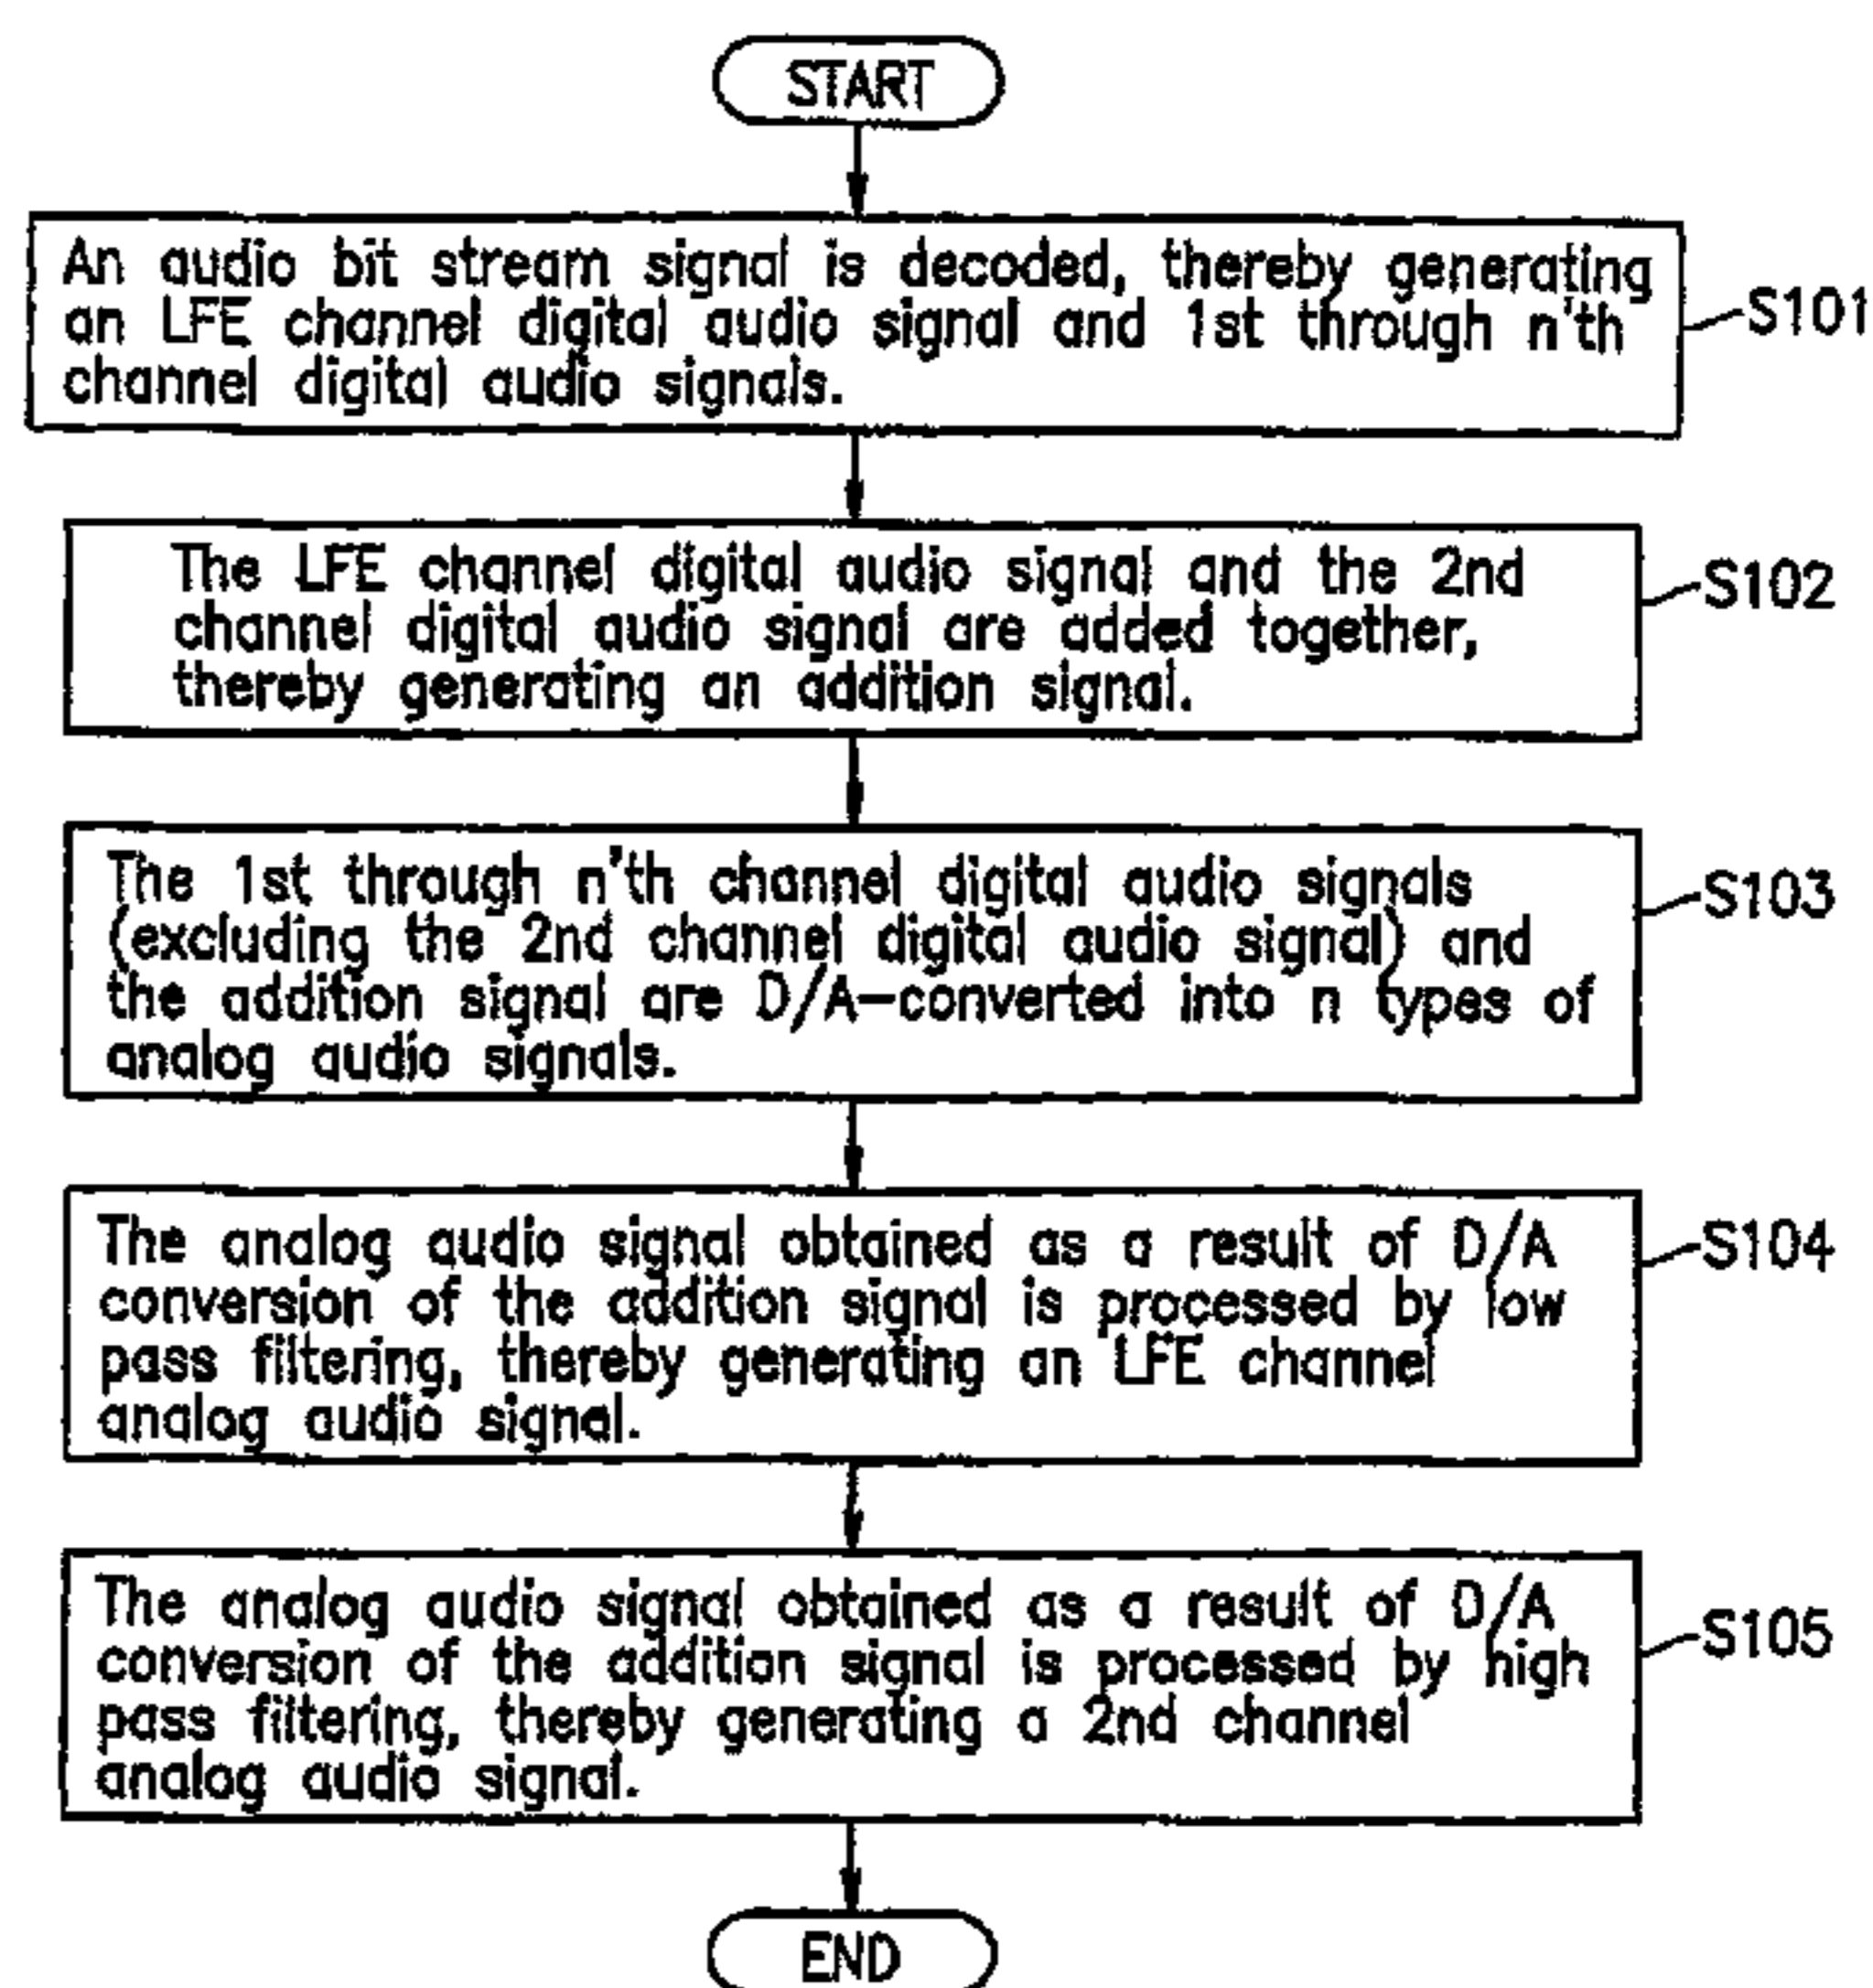 START
An audio bit stream signal is decoded, thereby generating
an LFE channel digital audio signal and 1st through n'th
channel digital audio signals.
S101
The LFE channel digital audio signal and the 2nd
channel digital audio signal are added together,
thereby generating an addition signal.
S102
The 1st through n'th channel digital audio signals
(excluding the 2nd channel digital audio signal) and
the addition signal are D/A-converted into n types of
analog audio signals.
S103
The analog audio signal obtained as a result of D/A
conversion of the addition signal is processed by low
pass filtering, thereby generating an LFE channel
analog audio signal.
S104
The analog audio signal obtained as a result of D/A
conversion of the addition signal is processed by high
pass filtering, thereby generating a 2nd channel
analog audio signal.
S105
END